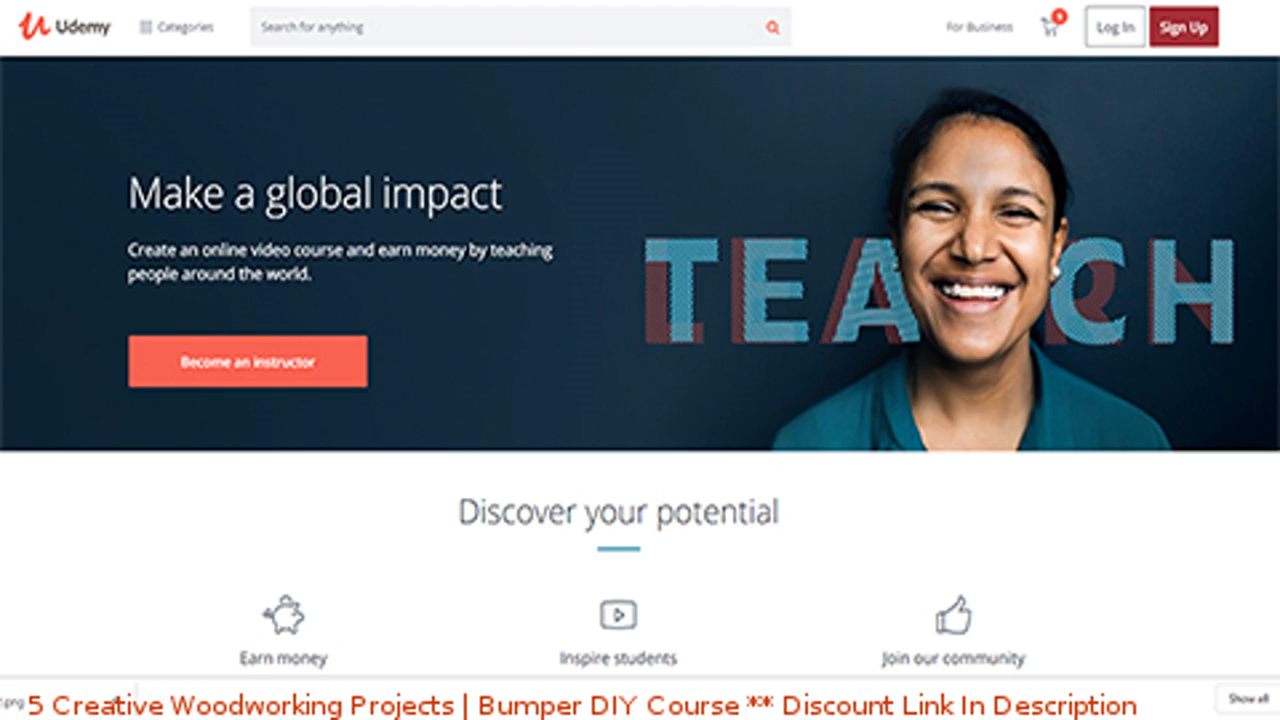 Udemy
Categories
Search for anything
For Business
Log In
Sign Up
Make a global impact
Create an online video course and earn money by teaching
people around the world.
Become an instructor
TEACH
Discover your potential
Earn money
Inspire students
Join our community
.png
5 Creative Woodworking Projects | Bumper DIY Course ** Discount Link In Description
Show all